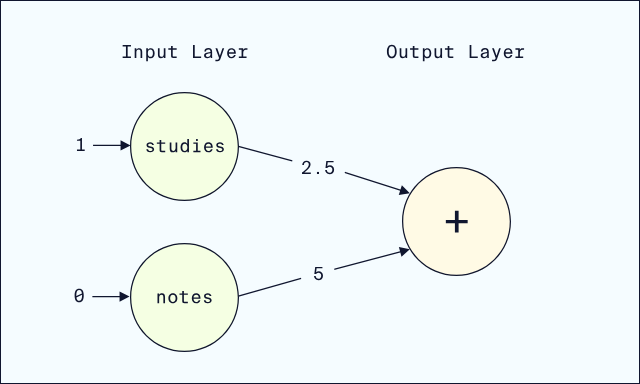 Input Layer
Output Layer
1
studies
2.5
+
0
notes
5